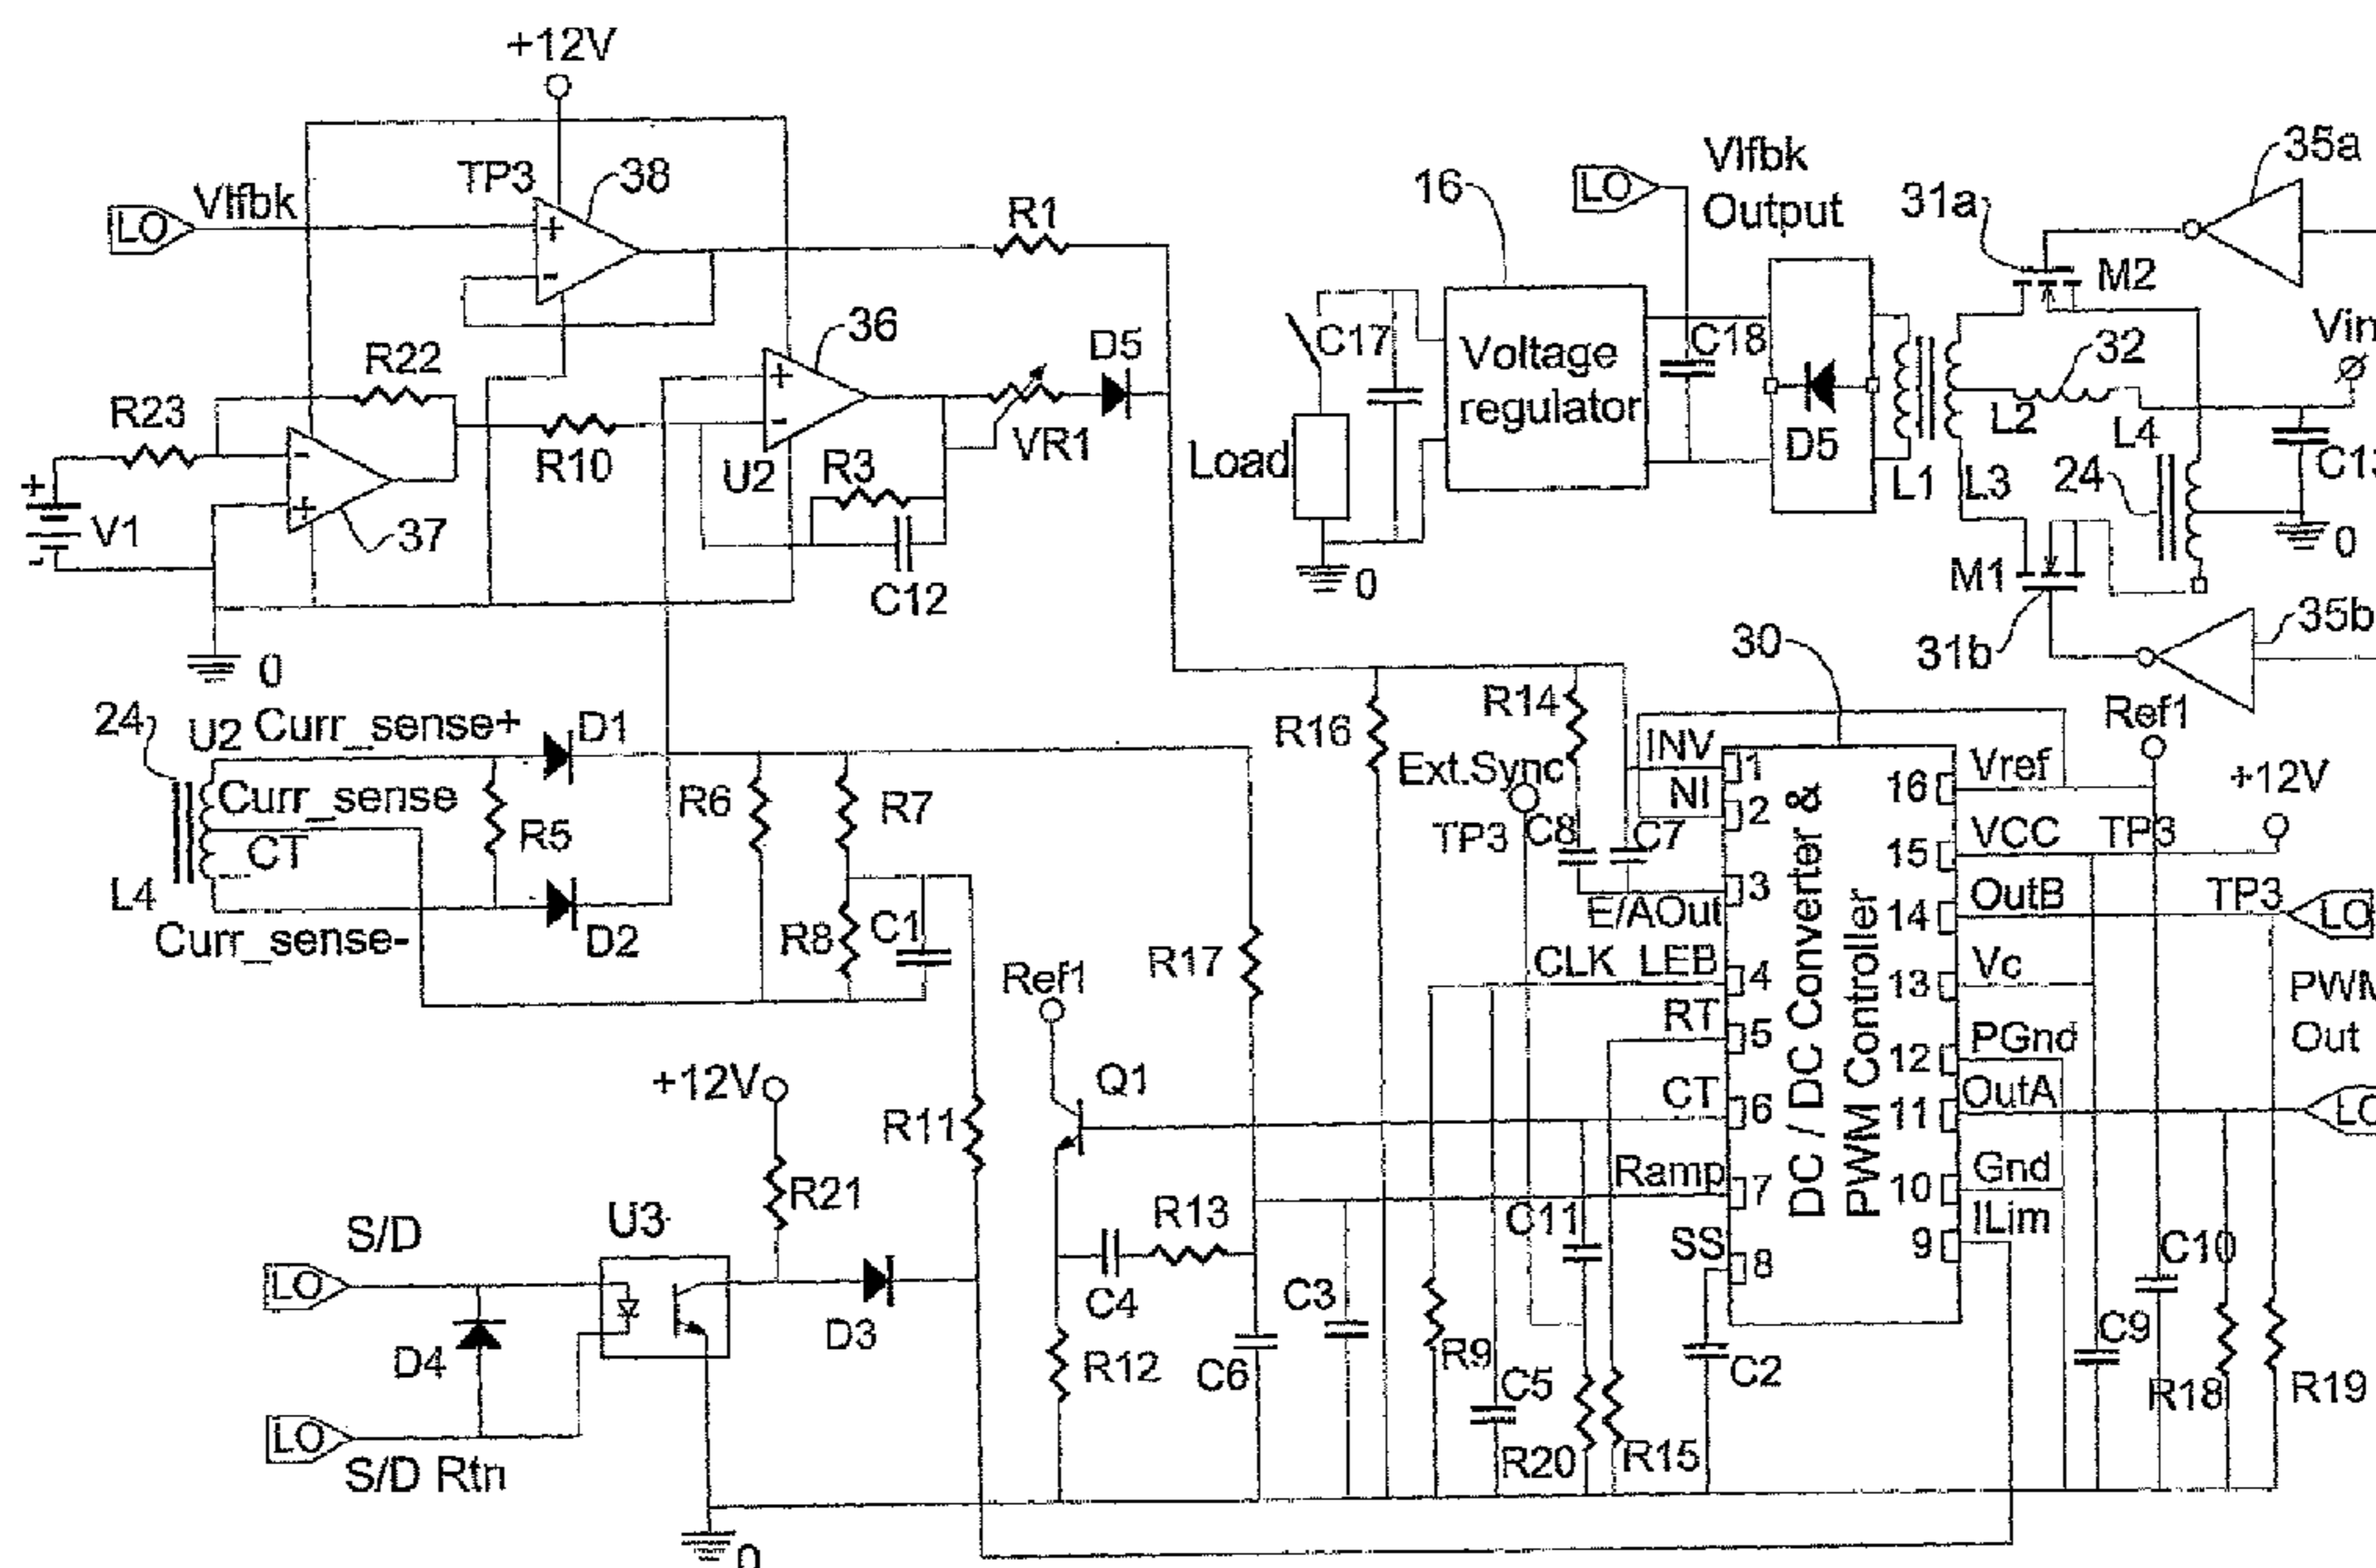 +12V
TP3
38
LO
Vlfbk
R1
36
D5
R22
R23
R10
U2
VR1
R3
C12
+
V1
-
37
0
+
-
+
-
-
+
Vlfbk
Output
LO
16
31a
35a
M2
Vin
C17
Voltage
regulator
C18
32
D5
L2
L4
C13
Load
L1
L3
24
0
0
M1
31b
35b
24
U2
Curr_sense+
D1
Curr_sense
R5
R6
R7
CT
L4
D2
R8
C1
Curr_sense-
30
R16
R14
Ext.Sync
TP3
C8
C7
Ref1
+12V
INV
1
NI
2
3
E/AOut
CLK_LEB
4
RT
5
CT
6
Ramp
7
SS
8
DC / DC Converter &
PWM Controller
16
Vref
15
VCC
TP3
14
OutB
TP3
LO
13
Vc
12
PGnd
11
OutA
LO
10
Gnd
9
ILim
Out
R17
Ref1
Q1
+12V
R11
R21
S/D
U3
LO
D4
D3
LO
S/D Rtn
C4
R13
R12
C6
C3
C11
R9
C5
R20
R15
C2
C10
C9
R18
R19
0